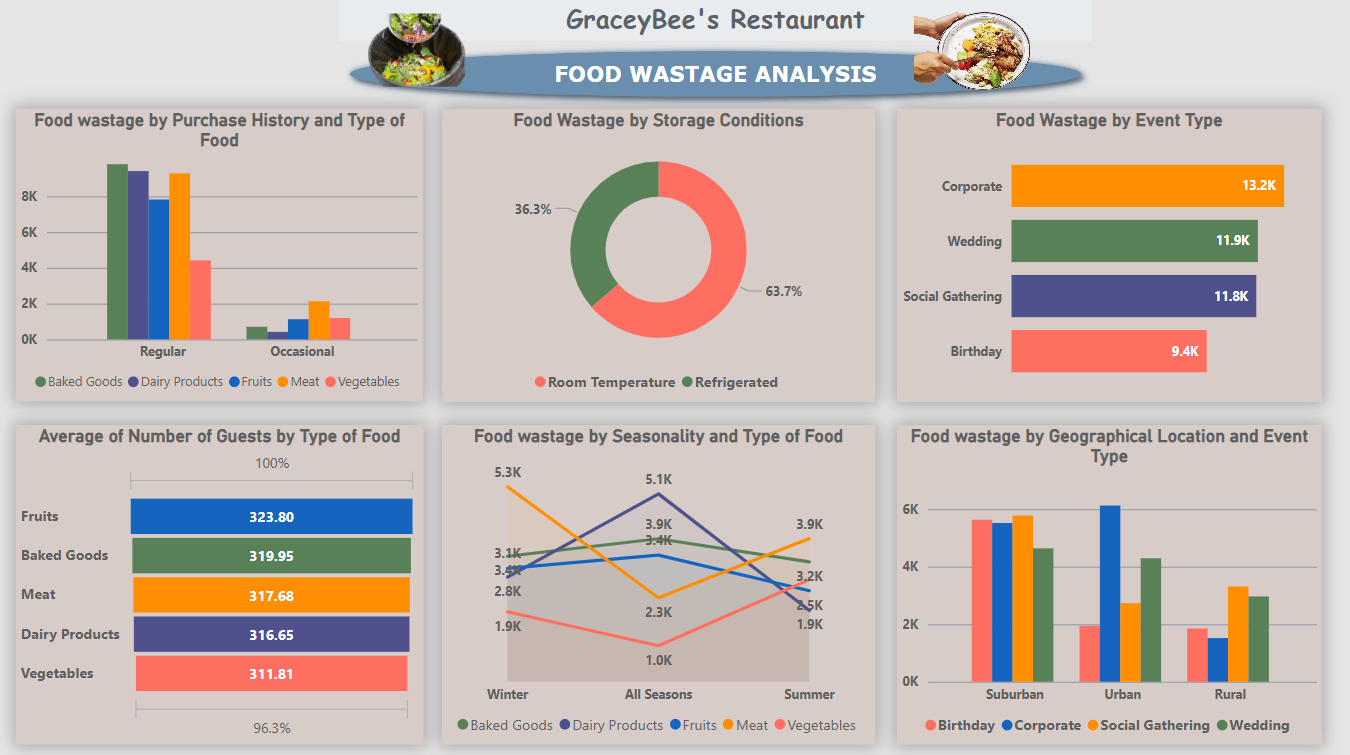 GraceyBee's Restaurant
FOOD WASTAGE ANALYSIS
Food wastage by Purchase History and Type of
Food
8K
6K
4K
2K
0K
Regular
Occasional
Baked Goods
Dairy Products
Fruits
Meat
Vegetables
Food Wastage by Storage Conditions
36.3%
63.7%
Room Temperature
Refrigerated
Food Wastage by Event Type
Corporate
13.2K
Wedding
11.9K
Social Gathering
11.8K
Birthday
9.4K
Average of Number of Guests by Type of Food
100%
Fruits
323.80
Baked Goods
319.95
Meat
317.68
Dairy Products
316.65
Vegetables
311.81
96.3%
Food wastage by Seasonality and Type of Food
5.3K
5.1K
3.9K
3.9K
3.4K
3.1K
3.2K
2.8K
2.5K
2.3K
1.9K
1.9K
1.0K
Winter
All Seasons
Summer
Baked Goods
Dairy Products
Fruits
Meat
Vegetables
Food wastage by Geographical Location and Event
Type
6K
4K
2K
0K
Suburban
Urban
Rural
Birthday
Corporate
Social Gathering
Wedding